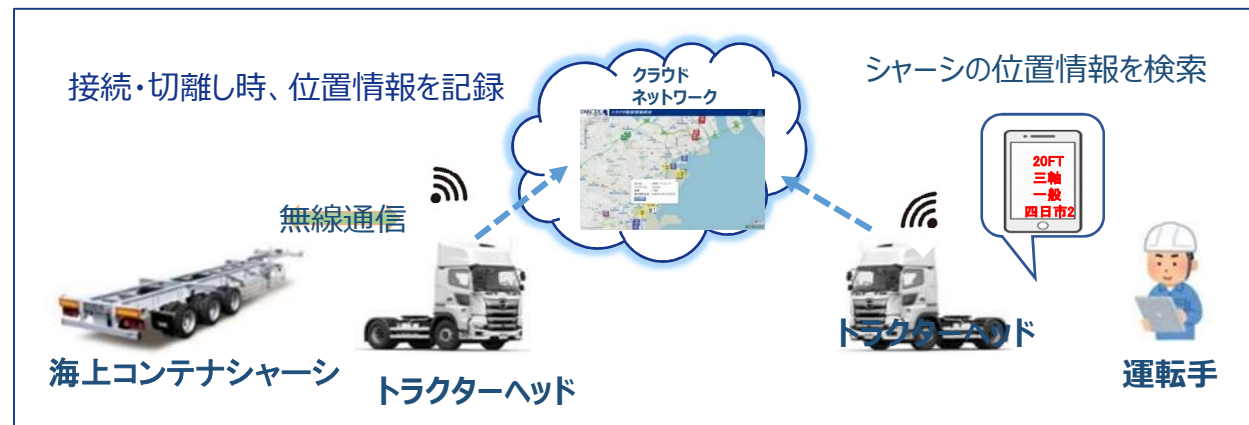 接続・切離し時、位置情報を記録
クラウド
ネットワーク
シャーシの位置情報を検索
20FT
三軸
一般
四日市2
無線通信
海上コンテナシャーシ
トラクターヘッド
トラクターヘッド
運転手